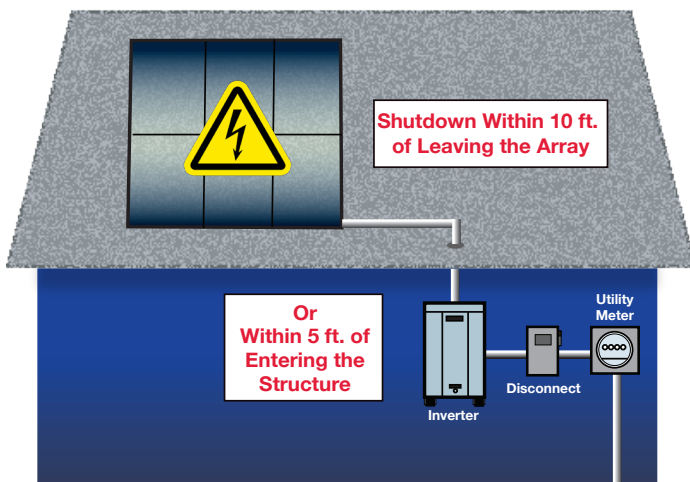 Shutdown Within 10 ft.
of Leaving the Array
Or
Within 5 ft. of
Entering the
Structure
Utility
Meter
Disconnect
Inverter